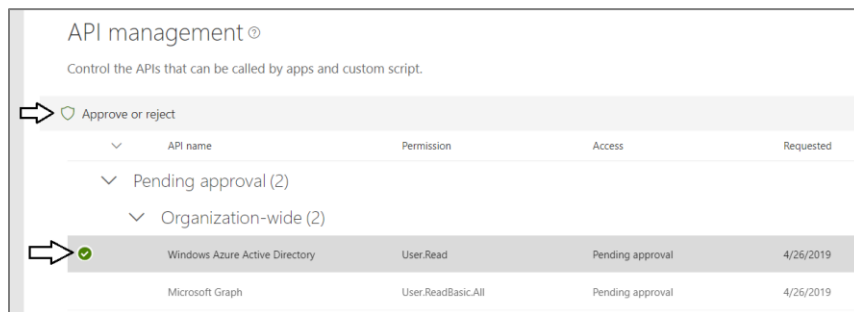 API management
Control the APIs that can be called by apps and custom script.
Approve or reject
API name Permission Access Requested
Pending approval (2)
Organization-wide (2)
Windows Azure Active Directory User.Read Pending approval 4/26/2019
Microsoft Graph User.ReadBasic.All Pending approval 4/26/2019